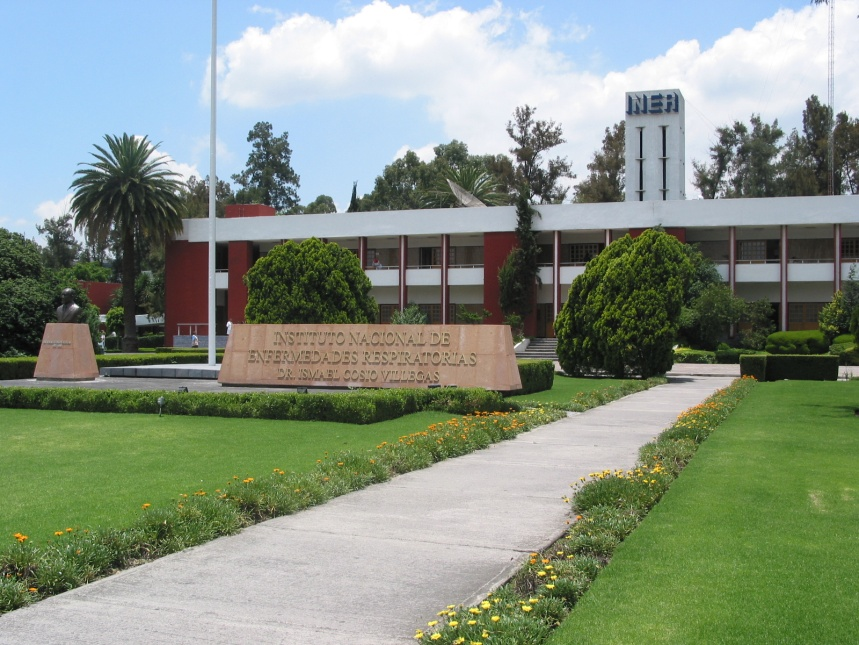 INER
INSTITUTO NACIONAL DE
ENFERMEDADES RESPIRATORIAS
DR. ISMAEL COSIO VILLEGAS